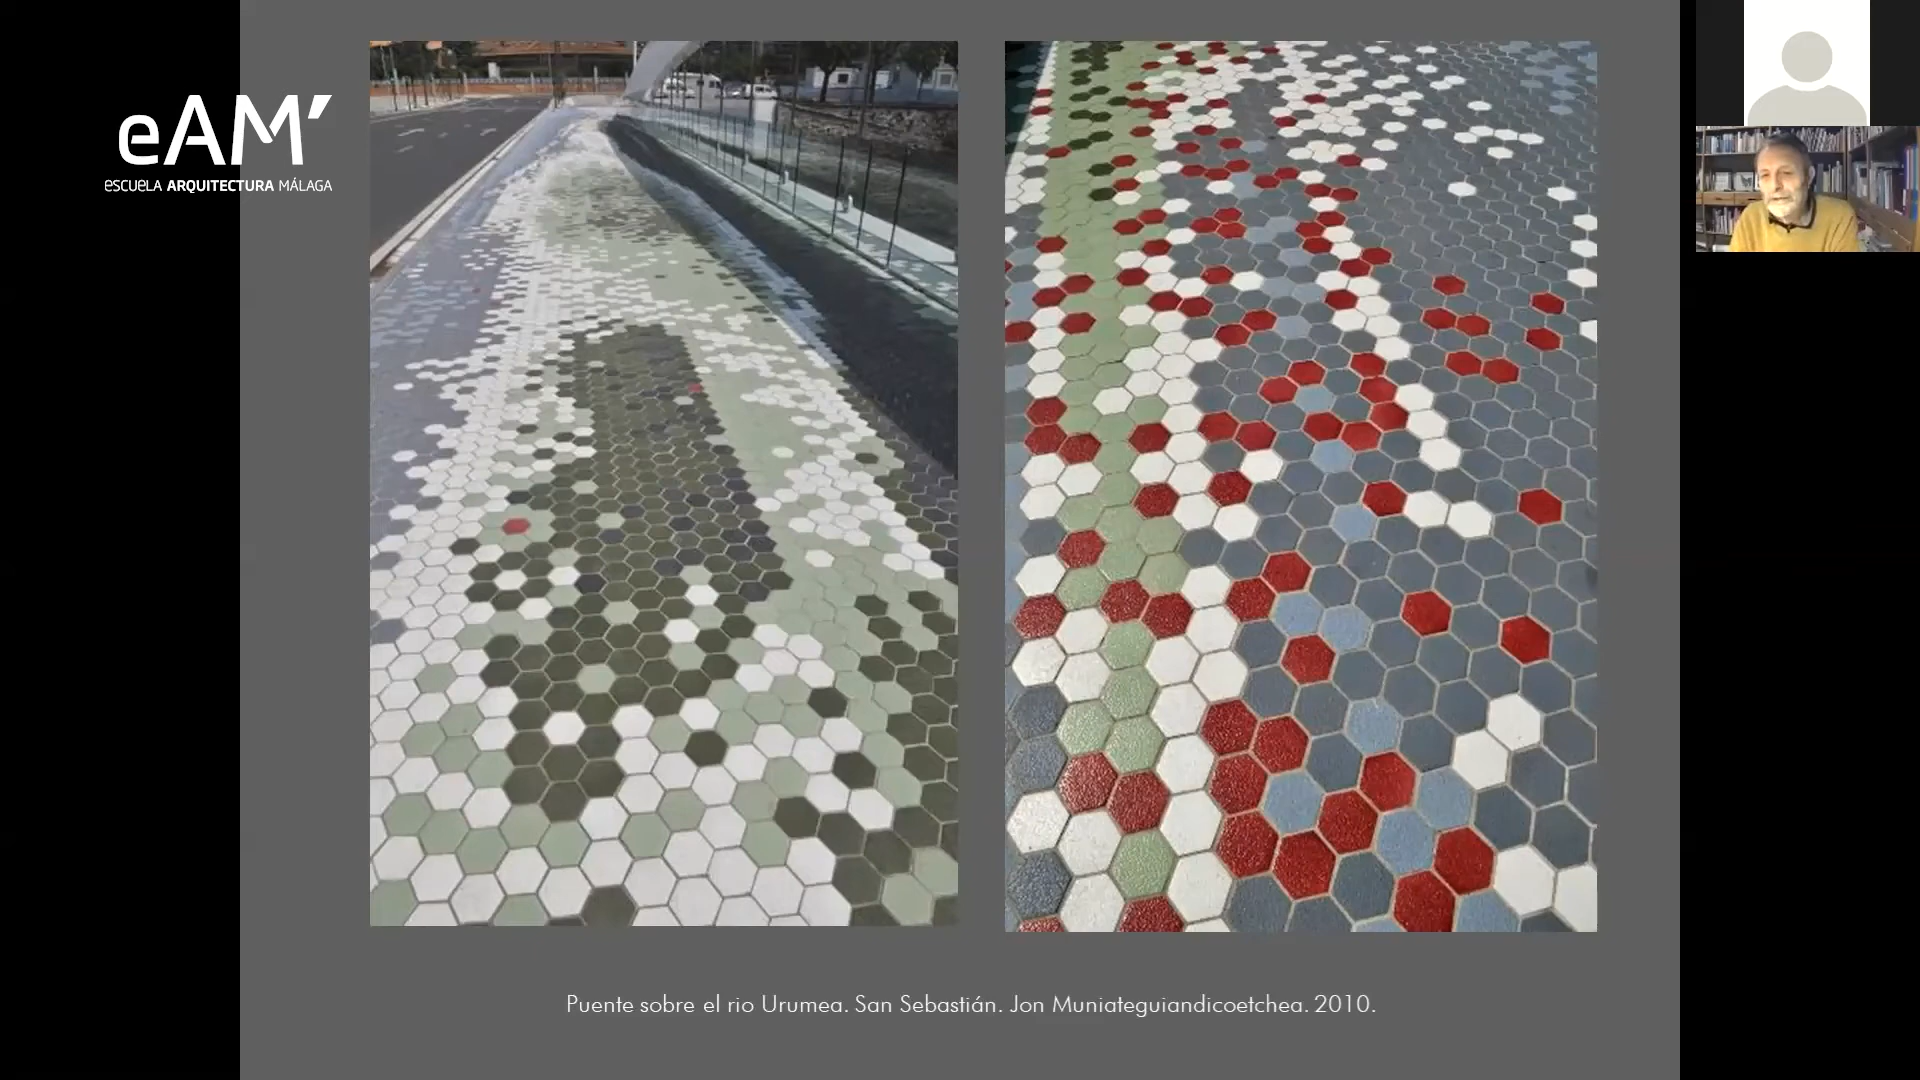 eAM'
ESCUELA ARQUITECTURA MÁLAGA
Puente sobre el rio Urumea. San Sebastián. Jon Muniateguiandicoetchea. 2010.